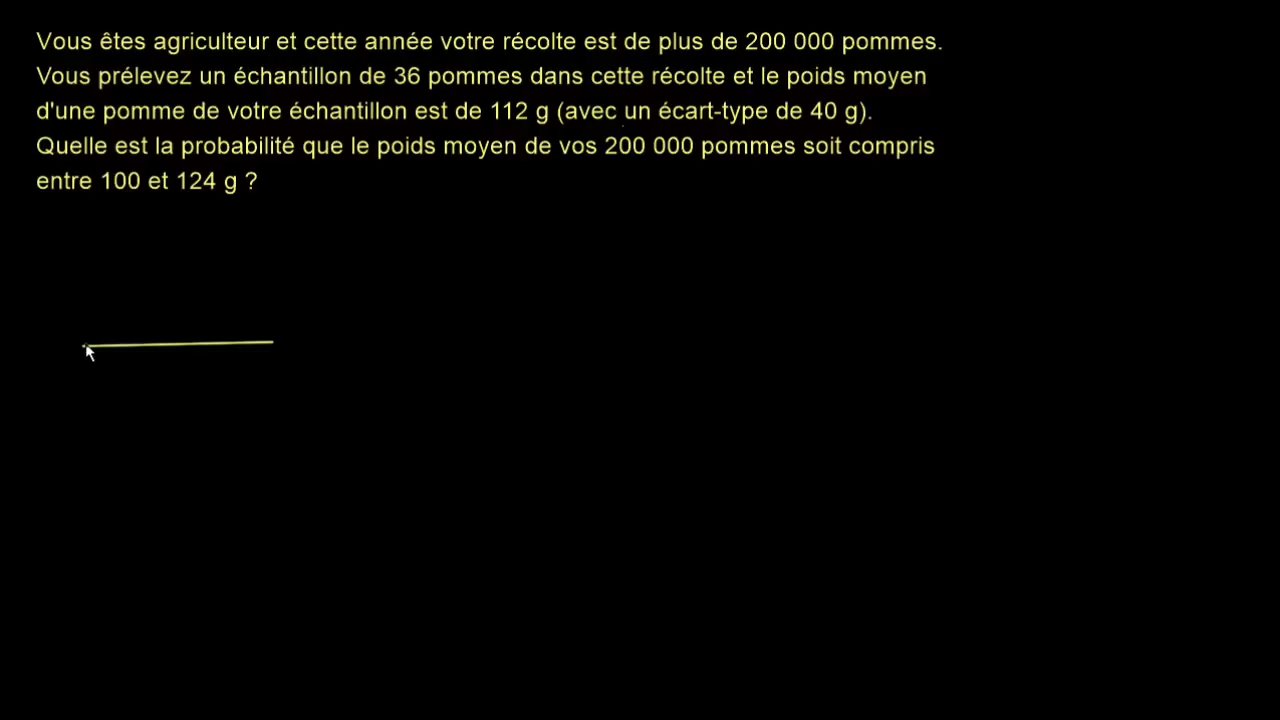 Vous êtes agriculteur et cette année votre récolte est de plus de 200 000 pommes.
Vous prélevez un échantillon de 36 pommes dans cette récolte et le poids moyen
d'une pomme de votre échantillon est de 112 g (avec un écart-type de 40 g).
Quelle est la probabilité que le poids moyen de vos 200 000 pommes soit compris
entre 100 et 124 g ?